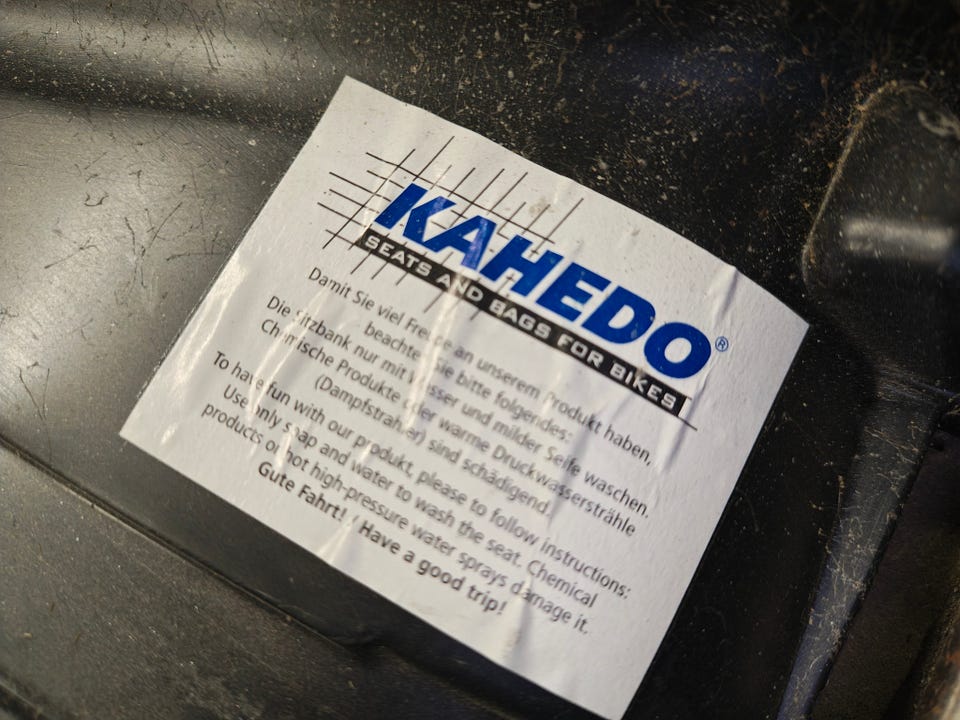 KAHEDO®
SEATS AND BAGS FOR BIKES
Damit Sie viel Freude an unserem Produkt haben,
beachten Sie bitte folgendes:
Die Sitzbank nur mit Wasser und milder Seife waschen.
Chemische Produkte oder warme Druckwassersträhle
(Dampfstrahler) sind schädigend.
To have fun with our produkt, please to follow instructions:
Use only soap and water to wash the seat. Chemical
products or hot high-pressure water sprays damage it.
Gute Fahrt! / Have a good trip!